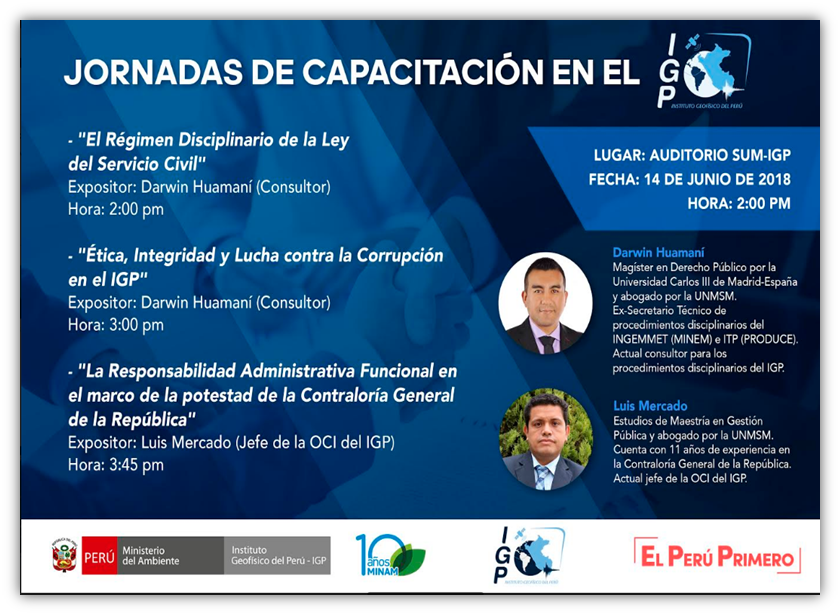 JORNADAS DE CAPACITACIÓN EN EL
IGP
INSTITUTO GEOFÍSICO DEL PERÚ
- "El Régimen Disciplinario de la Ley
del Servicio Civil"
Expositor: Darwin Huamaní (Consultor)
Hora: 2:00 pm
- "Ética, Integridad y Lucha contra la Corrupción
en el IGP"
Expositor: Darwin Huamaní (Consultor)
Hora: 3:00 pm
- "La Responsabilidad Administrativa Funcional en
el marco de la potestad de la Contraloría General
de la República"
Expositor: Luis Mercado (Jefe de la OCI del IGP)
Hora: 3:45 pm
LUGAR: AUDITORIO SUM-IGP
FECHA: 14 DE JUNIO DE 2018
HORA: 2:00 PM
Darwin Huamaní
Magíster en Derecho Público por la
Universidad Carlos III de Madrid-España
y abogado por la UNMSM.
Ex-Secretario Técnico de
procedimientos disciplinarios del
INGEMMET (MINEM) e ITP (PRODUCE).
Actual consultor para los
procedimientos disciplinarios del IGP.
Luis Mercado
Estudios de Maestría en Gestión
Pública y abogado por la UNMSM.
Cuenta con 11 años de experiencia en
la Contraloría General de la República.
Actual jefe de la OCI del IGP.
PERÚ
Ministerio
del Ambiente
Instituto
Geofísico del Perú - IGP
10
años
MINAM
IGP
INSTITUTO GEOFÍSICO DEL PERÚ
EL PERÚ PRIMERO